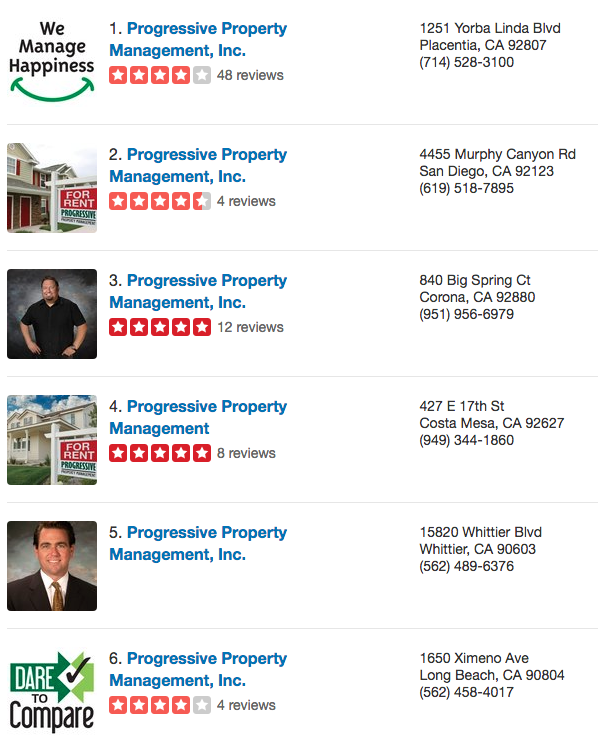 We
Manage
Happiness
1. Progressive Property
Management, Inc.
48 reviews
1251 Yorba Linda Blvd
Placentia, CA 92807
(714) 528-3100
FOR
RENT
PROGRESSIVE
PROPERTY MANAGEMENT
2. Progressive Property
Management, Inc.
4 reviews
4455 Murphy Canyon Rd
San Diego, CA 92123
(619) 518-7895
3. Progressive Property
Management, Inc.
12 reviews
840 Big Spring Ct
Corona, CA 92880
(951) 956-6979
FOR
RENT
PROGRESSIVE
PROPERTY MANAGEMENT
4. Progressive Property
Management
8 reviews
427 E 17th St
Costa Mesa, CA 92627
(949) 344-1860
5. Progressive Property
Management, Inc.
15820 Whittier Blvd
Whittier, CA 90603
(562) 489-6376
DARE
TO
Compare
6. Progressive Property
Management, Inc.
4 reviews
1650 Ximeno Ave
Long Beach, CA 90804
(562) 458-4017